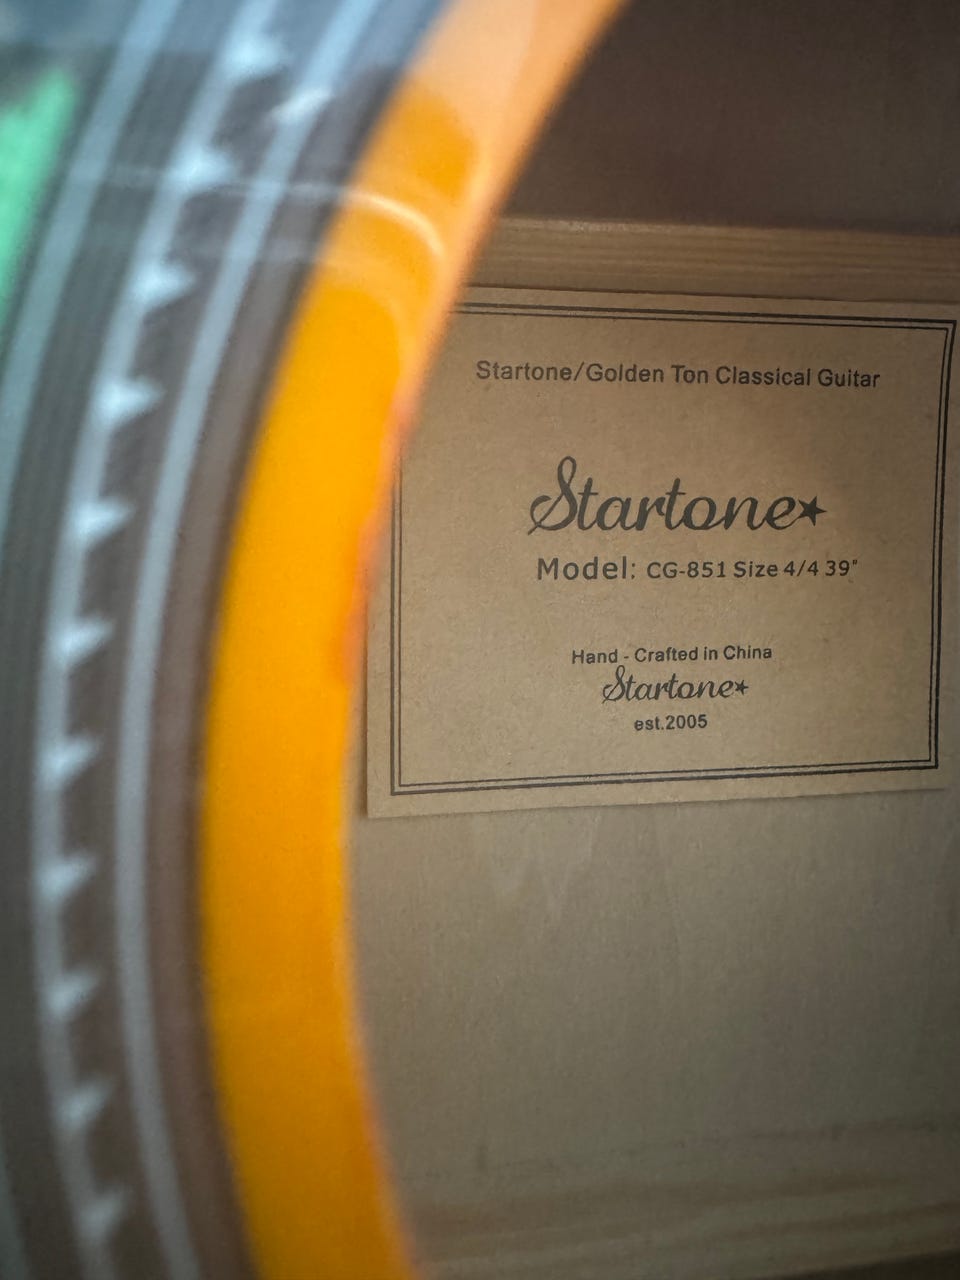 Startone/Golden Ton Classical Guitar
Startone
Model: CG-851 Size 4/4 39"
Hand - Crafted in China
Startone
est.2005